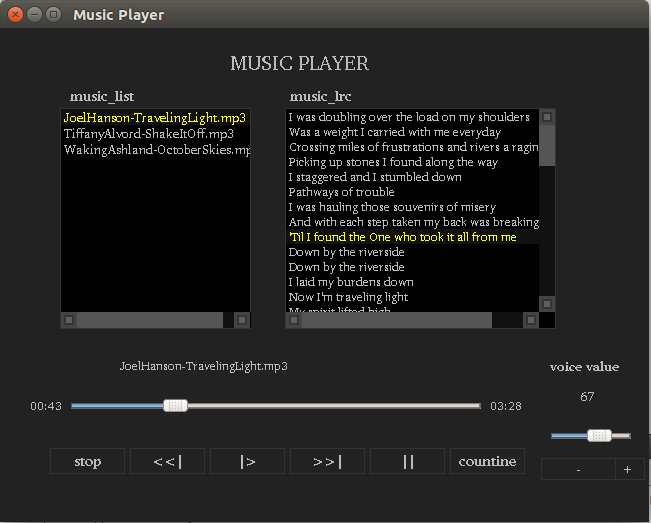 Music Player
MUSIC PLAYER
music_list
JoelHanson-TravelingLight.mp3
TiffanyAlvord-ShakeItOff.mp3
WakingAshland-OctoberSkies.mp
music_lrc
I was doubling over the load on my shoulders
Was a weight I carried with me everyday
Crossing miles of frustrations and rivers a ragin
Picking up stones I found along the way
I staggered and I stumbled down
Pathways of trouble
I was hauling those souvenirs of misery
And with each step taken my back was breaking
'Til I found the One who took it all from me
Down by the riverside
Down by the riverside
I laid my burdens down
Now I'm traveling light
My spirit lifted high
JoelHanson-TravelingLight.mp3
00:43
03:28
voice value
67
stop
<<|
|>
>>|
||
countine
-
+